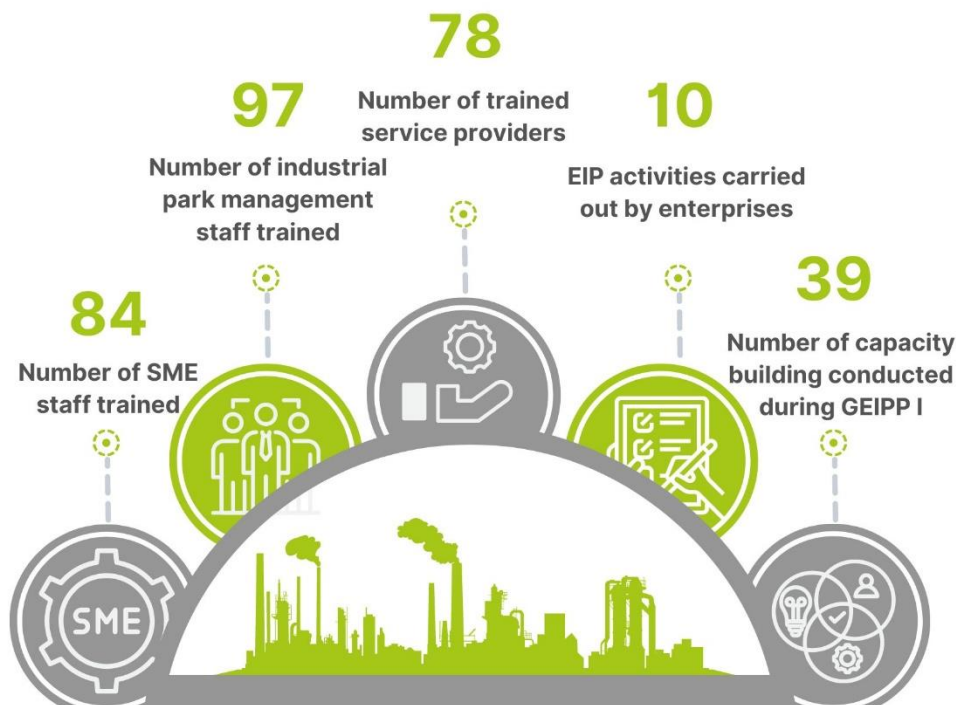 84
Number of SME
staff trained
97
Number of industrial
park management
staff trained
78
Number of trained
service providers
10
EIP activities carried
out by enterprises
39
Number of capacity
building conducted
during GEIPP I
SME